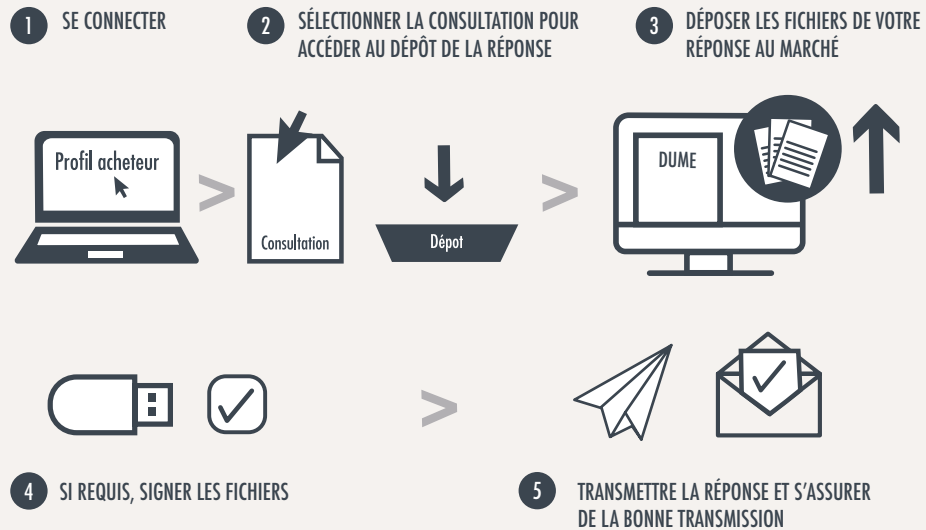 1 SE CONNECTER
2 SÉLECTIONNER LA CONSULTATION POUR
ACCÉDER AU DÉPÔT DE LA RÉPONSE
3 DÉPOSER LES FICHIERS DE VOTRE
RÉPONSE AU MARCHÉ
Profil acheteur
>
Consultation
Dépot
>
DUME
>
4 SI REQUIS, SIGNER LES FICHIERS
5 TRANSMETTRE LA RÉPONSE ET S'ASSURER
DE LA BONNE TRANSMISSION